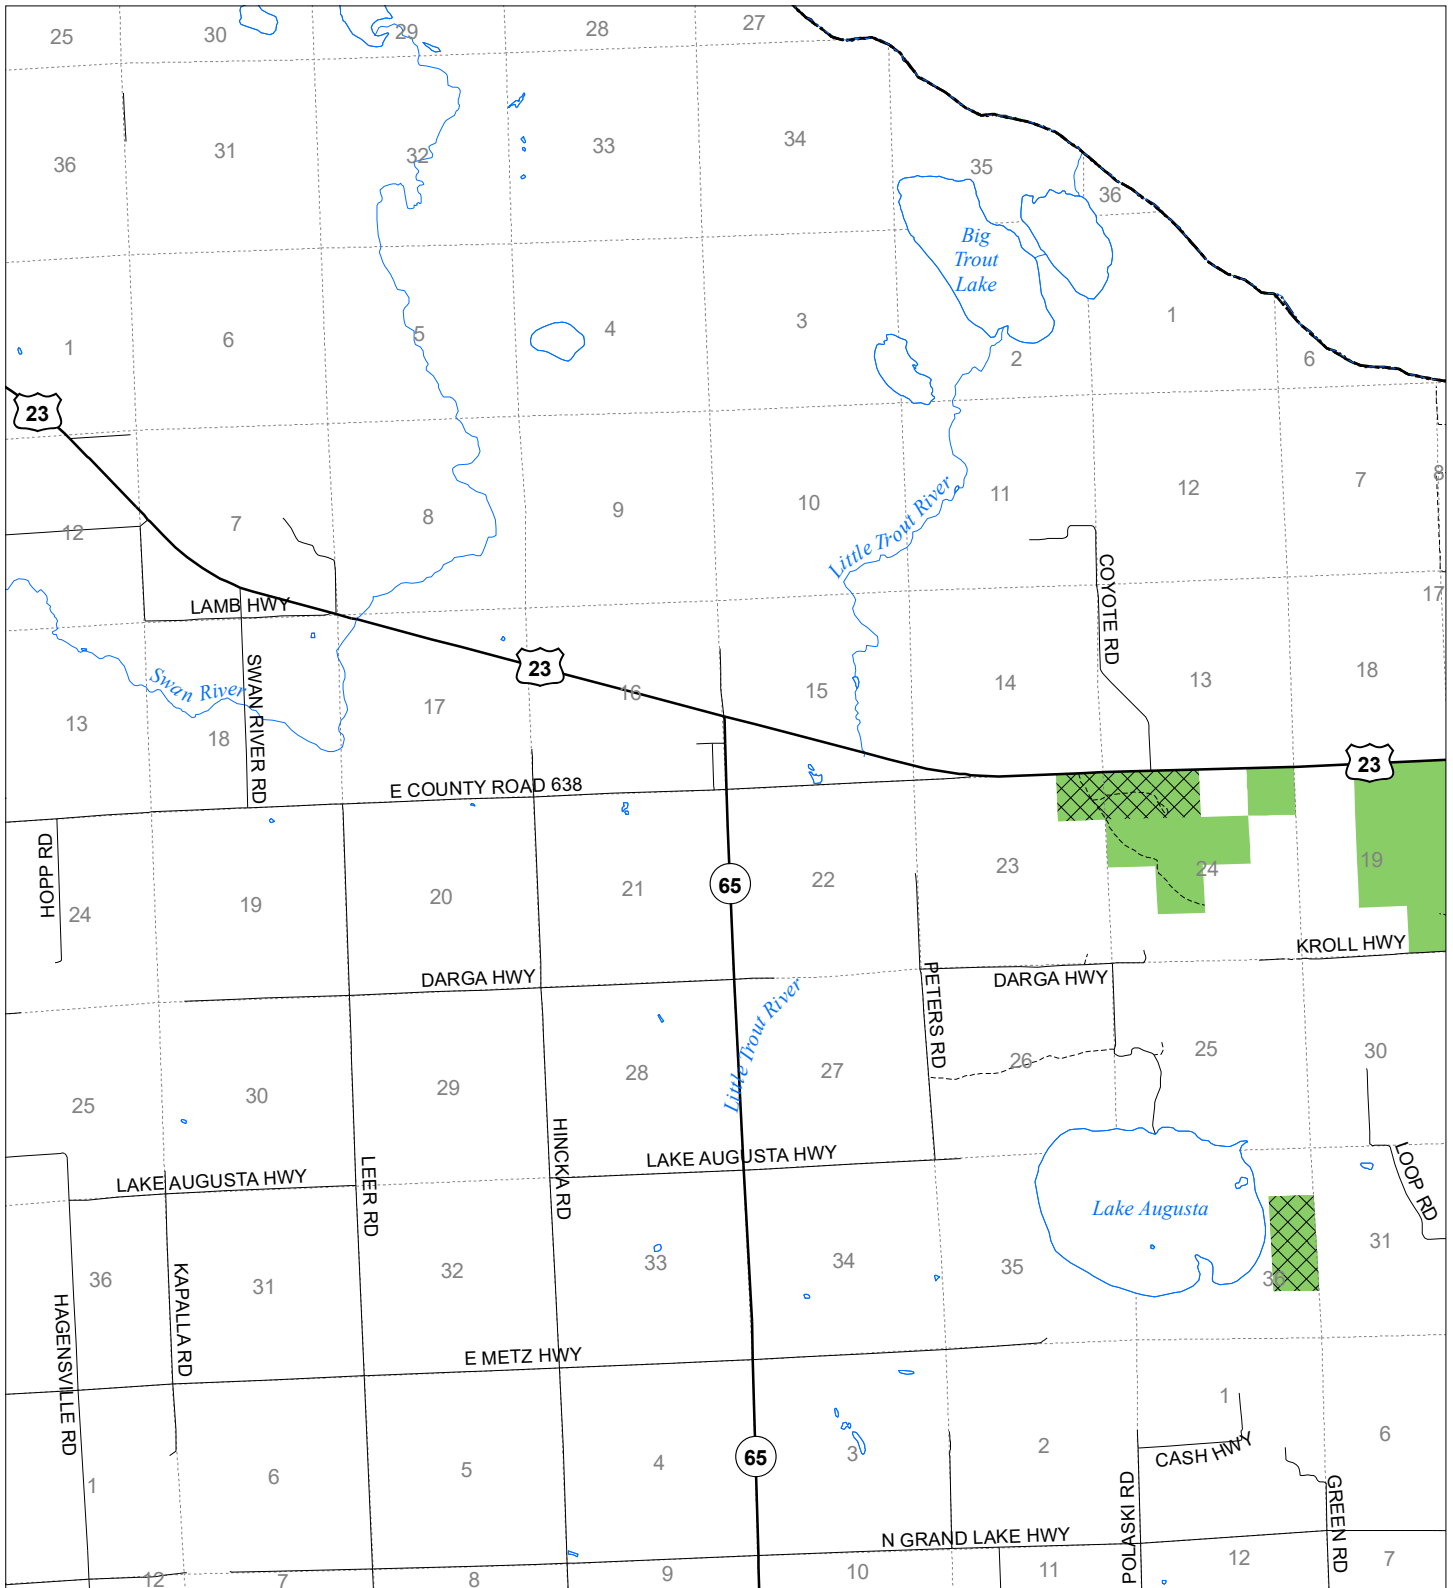 25
30
29
28
27
36
31
32
33
34
35
36
Big
Trout
Lake
1
6
5
4
3
2
1
6
23
12
7
8
9
10
11
12
7
8
Little Trout River
COYOTE RD
LAMB HWY
17
Swan River
SWAN RIVER RD
23
13
18
17
16
15
14
13
18
23
E COUNTY ROAD 638
HOPP RD
24
19
20
21
65
22
23
24
19
KROLL HWY
DARGA HWY
DARGA HWY
PETERS RD
Little Trout River
25
30
29
28
27
26
25
30
LAKE AUGUSTA HWY
LAKE AUGUSTA HWY
LEER RD
HINCKA RD
LOOP RD
Lake Augusta
36
31
32
33
34
35
36
31
HAGENSVILLE RD
KAPALLA RD
E METZ HWY
1
6
5
4
65
3
2
1
6
CASH HWY
POLASKI RD
GREEN RD
N GRAND LAKE HWY
12
7
8
9
10
11
12
7